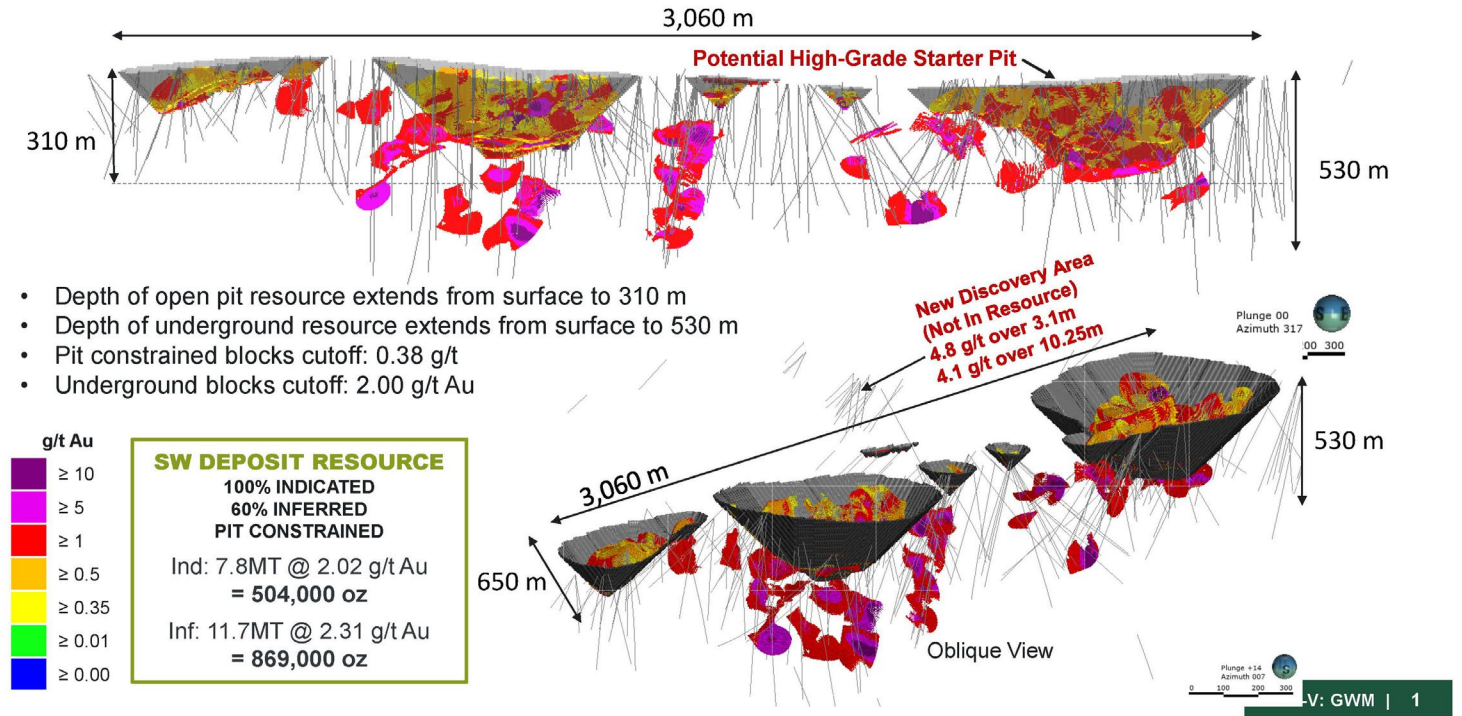 3,060 m
Potential High-Grade Starter Pit
310 m
530 m
• Depth of open pit resource extends from surface to 310 m
• Depth of underground resource extends from surface to 530 m
• Pit constrained blocks cutoff: 0.38 g/t
• Underground blocks cutoff: 2.00 g/t Au
New Discovery Area
(Not In Resource)
4.8 g/t over 3.1m
4.1 g/t over 10.25m
Plunge 00
Azimuth 317
S E
00 300
g/t Au
≥ 10
≥ 5
≥ 1
≥ 0.5
≥ 0.35
≥ 0.01
≥ 0.00
SW DEPOSIT RESOURCE
100% INDICATED
60% INFERRED
PIT CONSTRAINED
Ind: 7.8MT @ 2.02 g/t Au
= 504,000 oz
Inf: 11.7MT @ 2.31 g/t Au
= 869,000 oz
3,060 m
650 m
530 m
Oblique View
Plunge +14
Azimuth 007
S
0 100 200 300
-V: GWM | 1